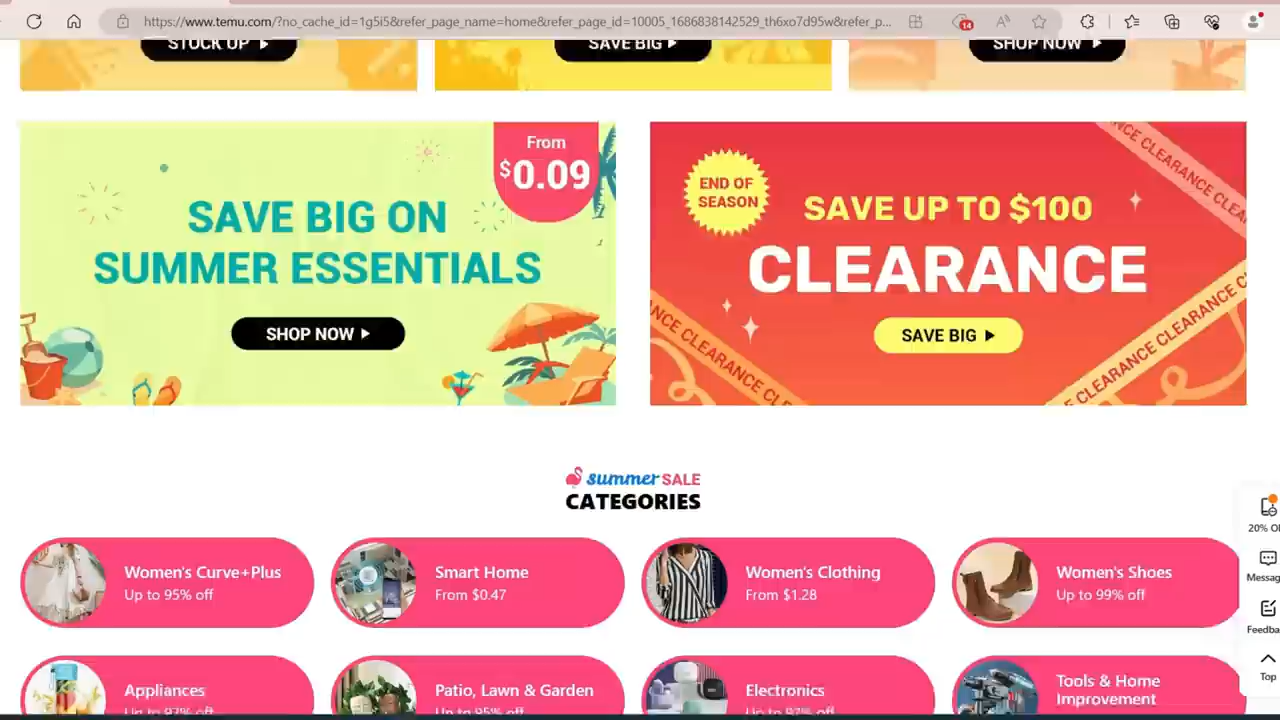 https://www.temu.com/?no_cache_id=1g5i5&refer_page_name=home&refer_page_id=10005_1686838142529_th6xo7d95w&refer_p...
14
STOCK UP
SAVE BIG
SHOP NOW
From
$0.09
SAVE BIG ON
SUMMER ESSENTIALS
SHOP NOW
END OF
SEASON
SAVE UP TO $100
CLEARANCE
SAVE BIG
NCE CLEARANCE CLEARA
NCE CLEARANCE CLEARANCE CL
E CLEARANCE CLEARANCE CLEARANCE C
summer SALE
CATEGORIES
20% O
Messag
Feedba
Top
Women's Curve+Plus
Up to 95% off
Smart Home
From $0.47
Women's Clothing
From $1.28
Women's Shoes
Up to 99% off
Appliances
Up to 97% off
Patio, Lawn & Garden
Up to 95% off
Electronics
Up to 97% off
Tools & Home
Improvement